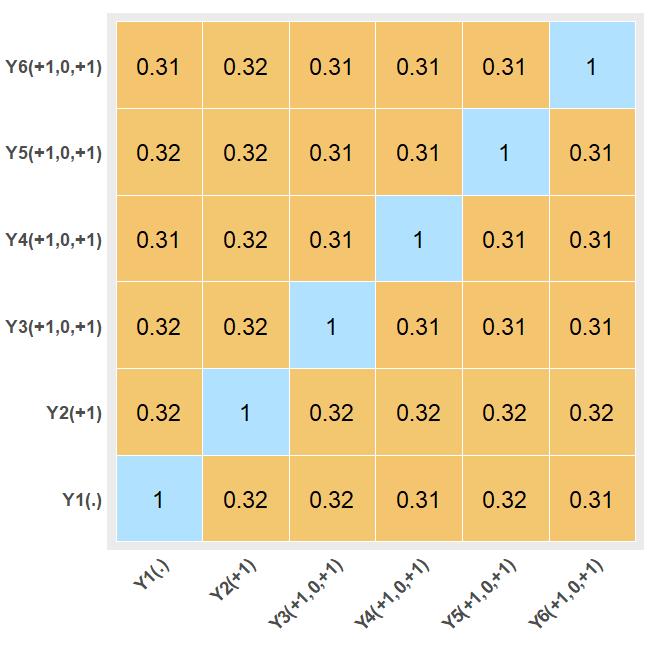 Y6(+1,0,+1) 0.31 0.32 0.31 0.31 0.31 1
Y5(+1,0,+1) 0.32 0.32 0.31 0.31 1 0.31
Y4(+1,0,+1) 0.31 0.32 0.31 1 0.31 0.31
Y3(+1,0,+1) 0.32 0.32 1 0.31 0.31 0.31
Y2(+1) 0.32 1 0.32 0.32 0.32 0.32
Y1(.) 1 0.32 0.32 0.31 0.32 0.31
Y1(.) Y2(+1) Y3(+1,0,+1) Y4(+1,0,+1) Y5(+1,0,+1) Y6(+1,0,+1)